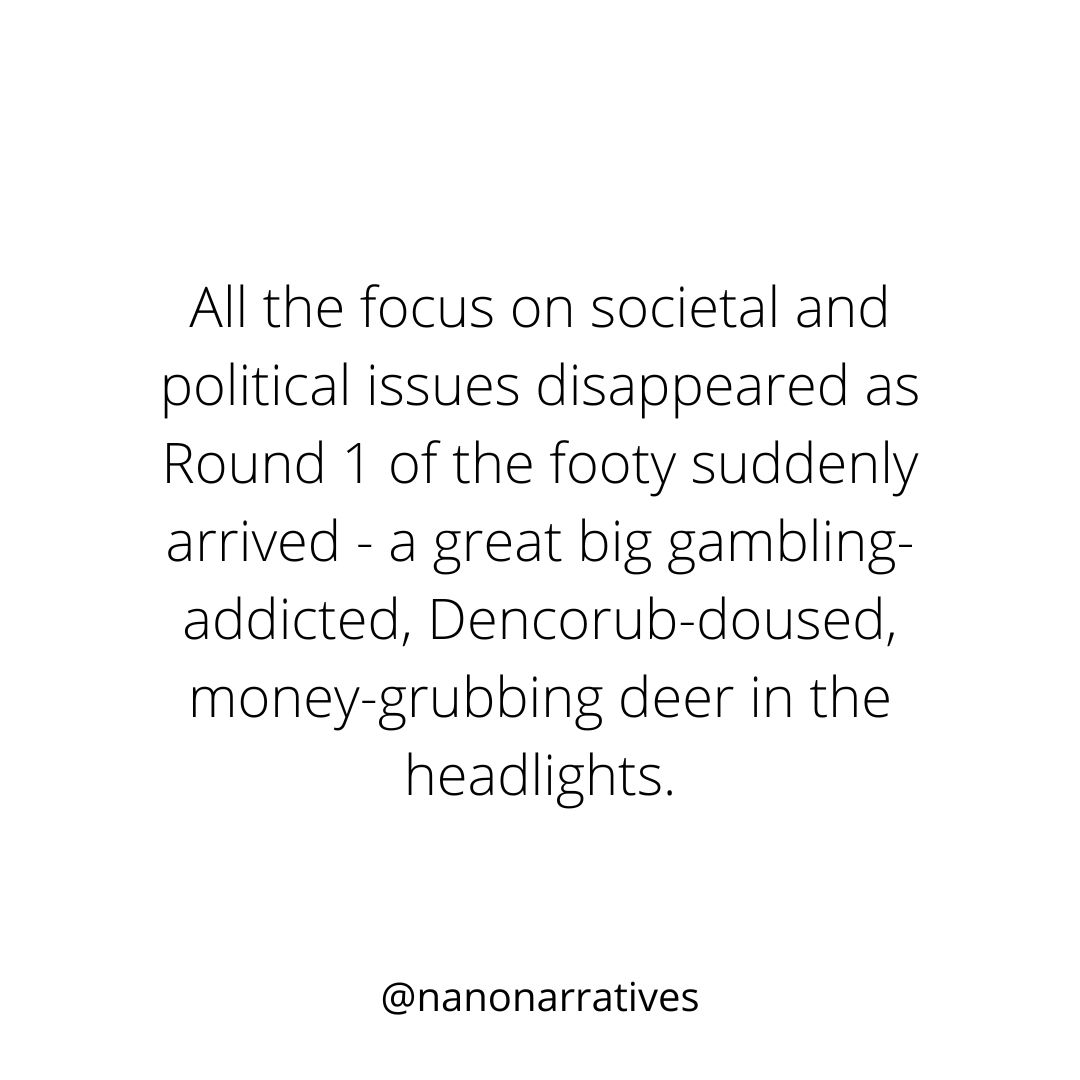 All the focus on societal and
political issues disappeared as
Round 1 of the footy suddenly
arrived - a great big gambling-
addicted, Dencorub-doused,
money-grubbing deer in the
headlights.
@nanonarratives